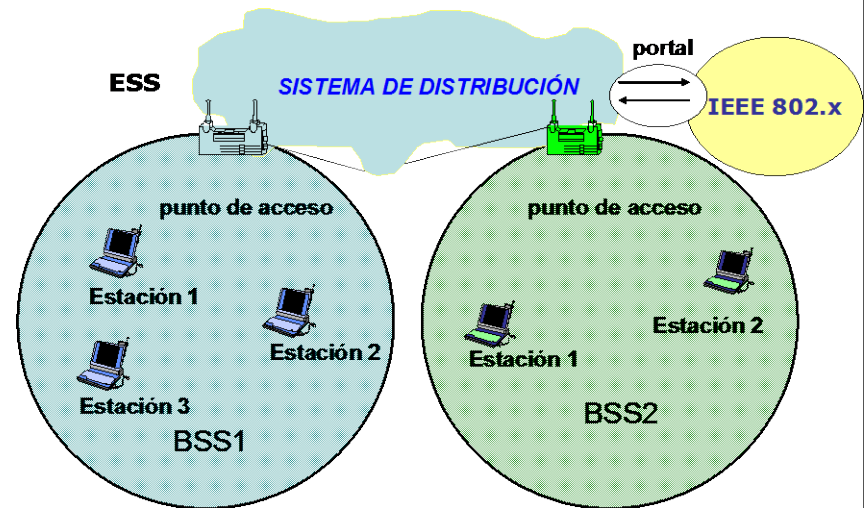 portal
ESS
SISTEMA DE DISTRIBUCIÓN
IEEE 802.x
punto de acceso
punto de acceso
Estación 1
Estación 2
Estación 3
BSS1
Estación 2
Estación 1
BSS2